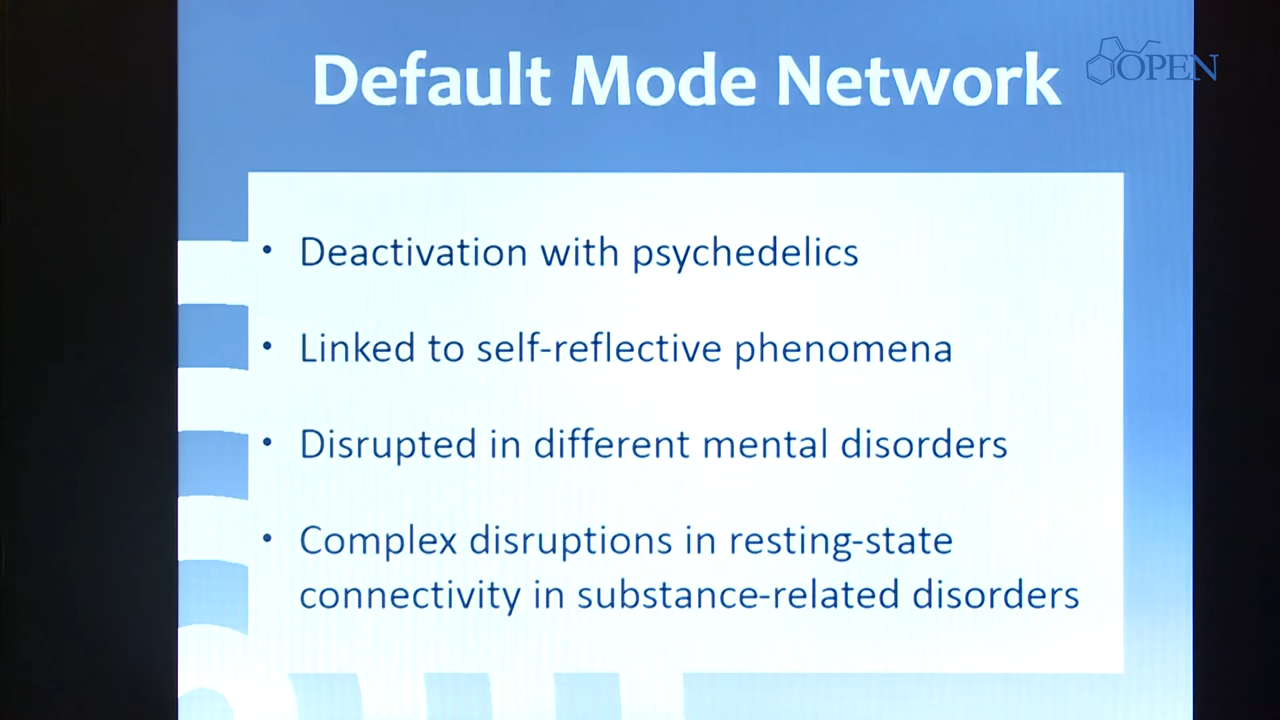 Default Mode Network
OPEN
• Deactivation with psychedelics
• Linked to self-reflective phenomena
• Disrupted in different mental disorders
• Complex disruptions in resting-state
connectivity in substance-related disorders